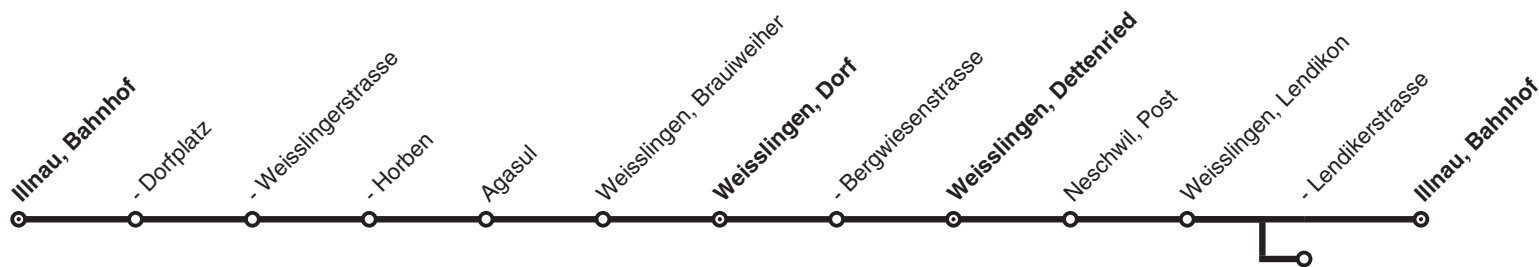 Illnau, Bahnhof
- Dorfplatz
- Weisslingerstrasse
- Horben
Agasul
Weisslingen, Brauiweiher
Weisslingen, Dorf
- Bergwiesenstrasse
Weisslingen, Dettenried
Neschwil, Post
Weisslingen, Lendikon
- Lendikerstrasse
Illnau, Bahnhof